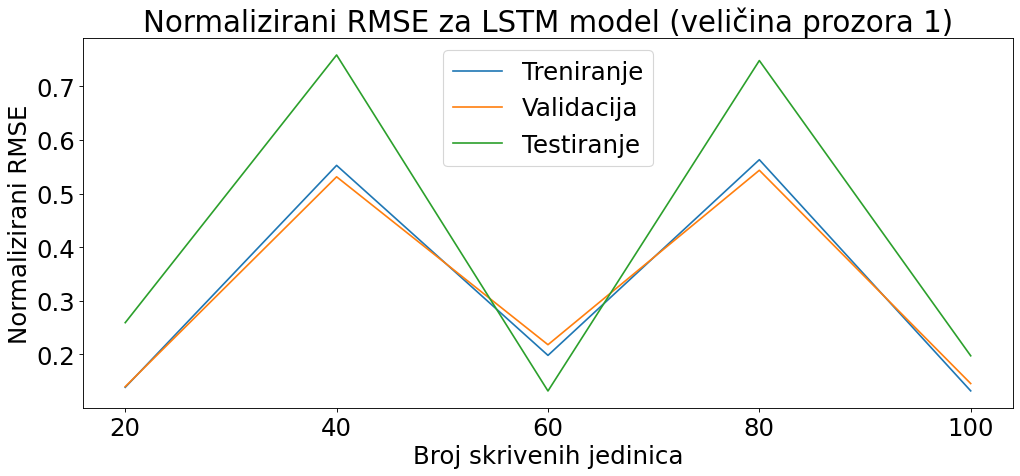 Normalizirani RMSE za LSTM model (veličina prozora 1)
Normalizirani RMSE
0.7
0.6
0.5
0.4
0.3
0.2
Treniranje
Validacija
Testiranje
20 40 60 80 100
Broj skrivenih jedinica